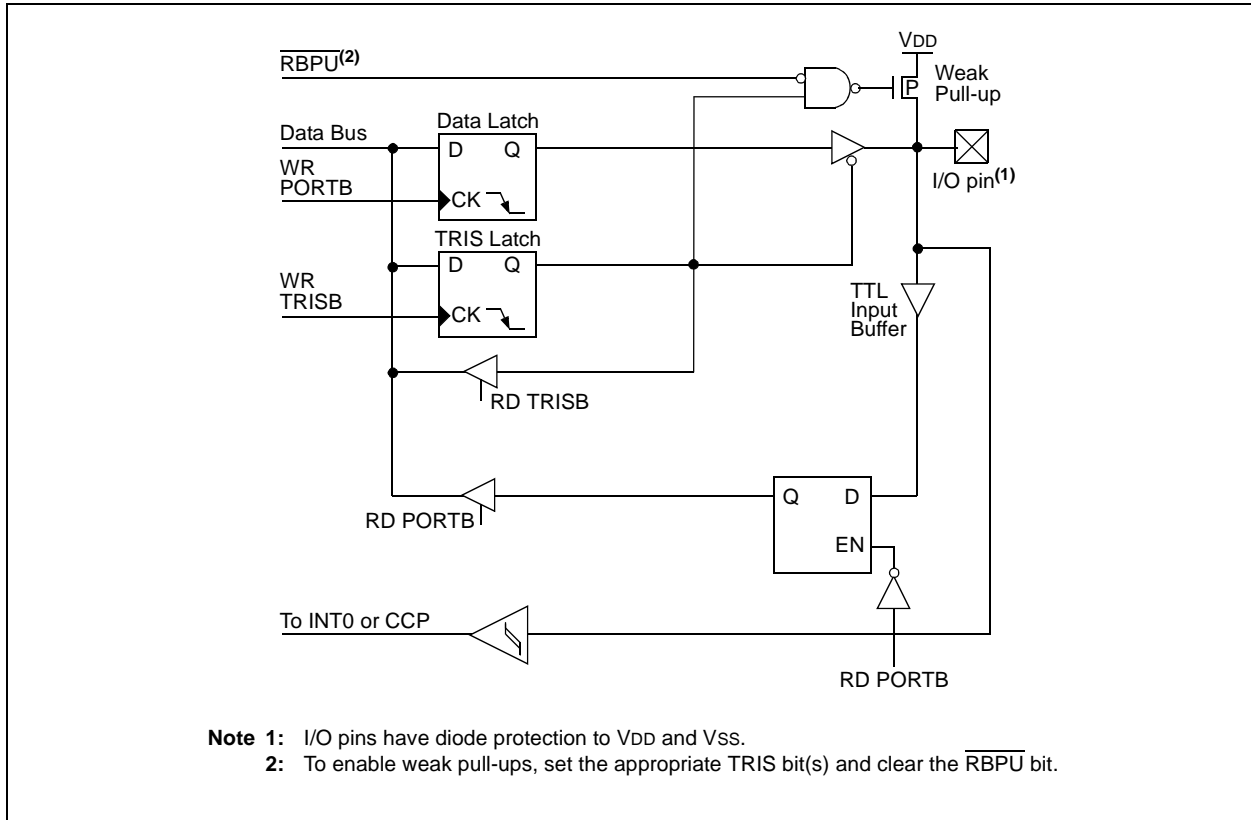 RBPU(2)
VDD
Weak
Pull-up
P
Data Bus
Data Latch
D Q
WR
PORTB
CK
I/O pin(1)
TRIS Latch
D Q
WR
TRISB
CK
TTL
Input
Buffer
RD TRISB
Q D
EN
RD PORTB
To INT0 or CCP
RD PORTB
Note 1: I/O pins have diode protection to VDD and VSS.
2: To enable weak pull-ups, set the appropriate TRIS bit(s) and clear the RBPU bit.